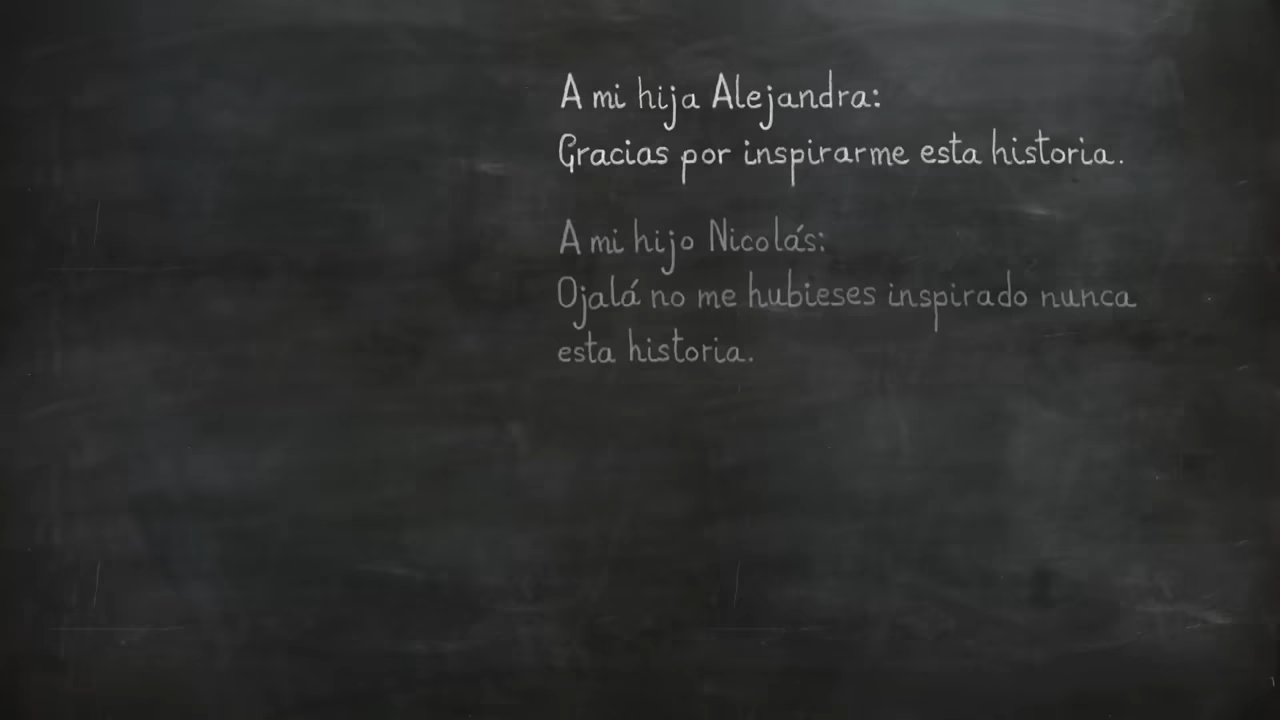 A mi hija Alejandra:
Gracias por inspirarme esta historia.
A mi hijo Nicolás:
Ojalá no me hubieses inspirado nunca
esta historia.